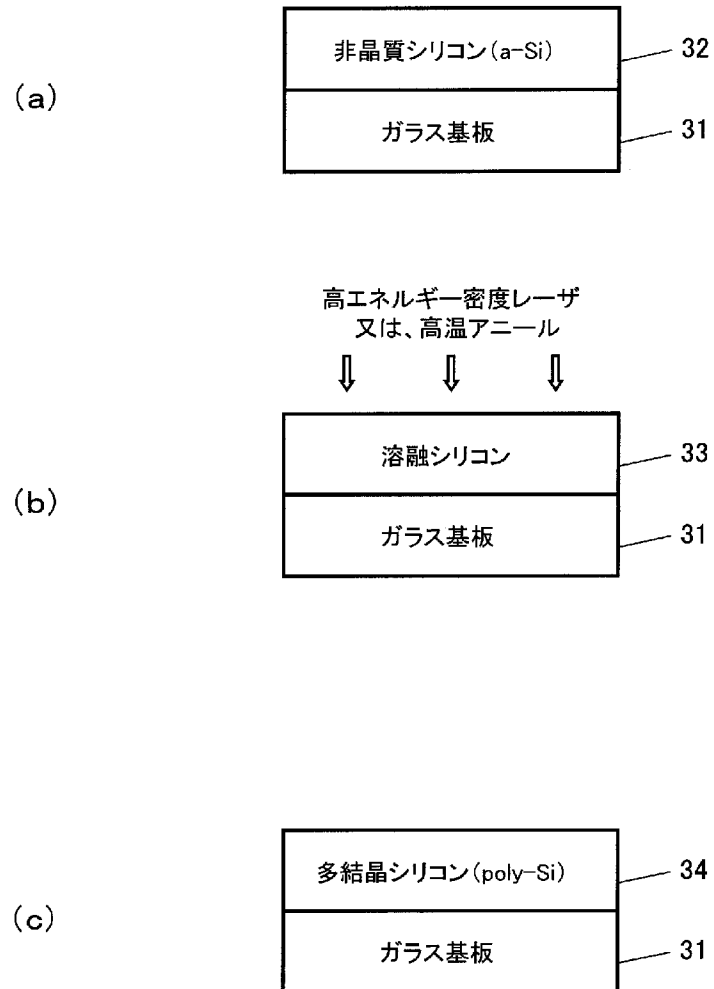 非晶質シリコン(a-Si)
32
(a)
ガラス基板
31
高エネルギー密度レーザ
又は、高温アニール
溶融シリコン
33
(b)
ガラス基板
31
多結晶シリコン(poly-Si)
34
(c)
ガラス基板
31